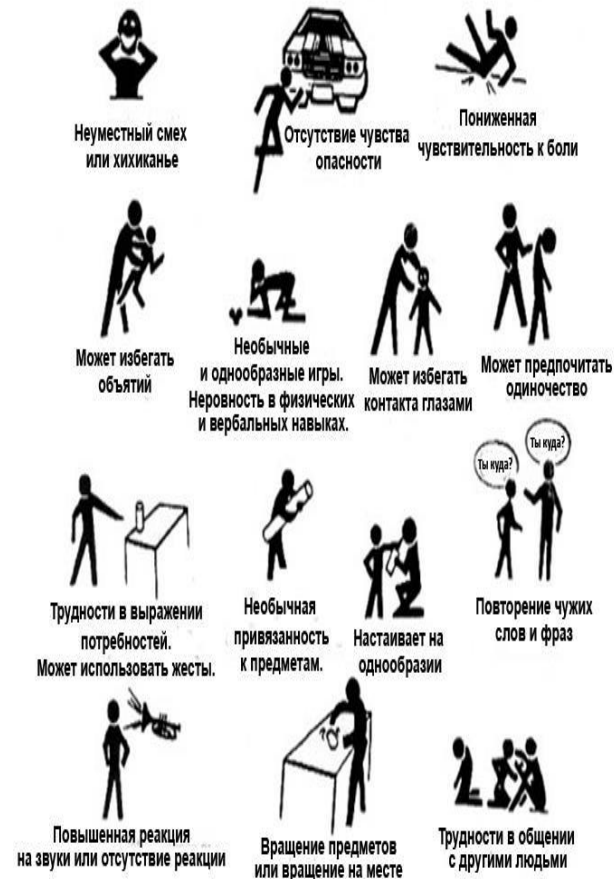 Неуместный смех
или хихиканье
Отсутствие чувства
опасности
Пониженная
чувствительность к боли
Может избегать
объятий
Необычные
и однообразные игры.
Неровность в физических
и вербальных навыках.
Может избегать
контакта глазами
Может предпочитать
одиночество
Трудности в выражении
потребностей.
Может использовать жесты.
Необычная
привязанность
к предметам.
Настаивает на
однообразии
Ты куда?
Ты куда?
Повторение чужих
слов и фраз
Повышенная реакция
на звуки или отсутствие реакции
Вращение предметов
или вращение на месте
Трудности в общении
с другими людьми